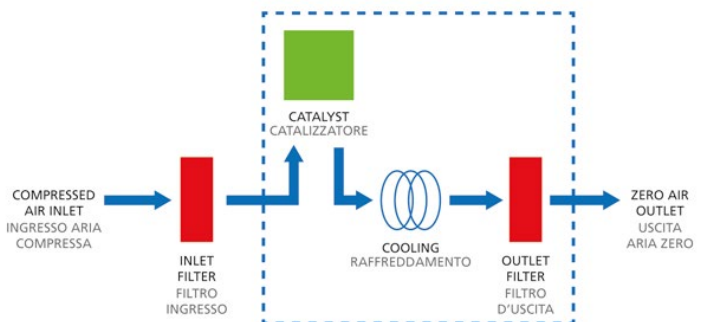 CATALYST
CATALIZZATORE
COMPRESSED
AIR INLET
INGRESSO ARIA
COMPRESSA
INLET
FILTER
FILTRO
INGRESSO
COOLING
RAFFREDDAMENTO
OUTLET
FILTER
FILTRO
D'USCITA
ZERO AIR
OUTLET
USCITA
ARIA ZERO